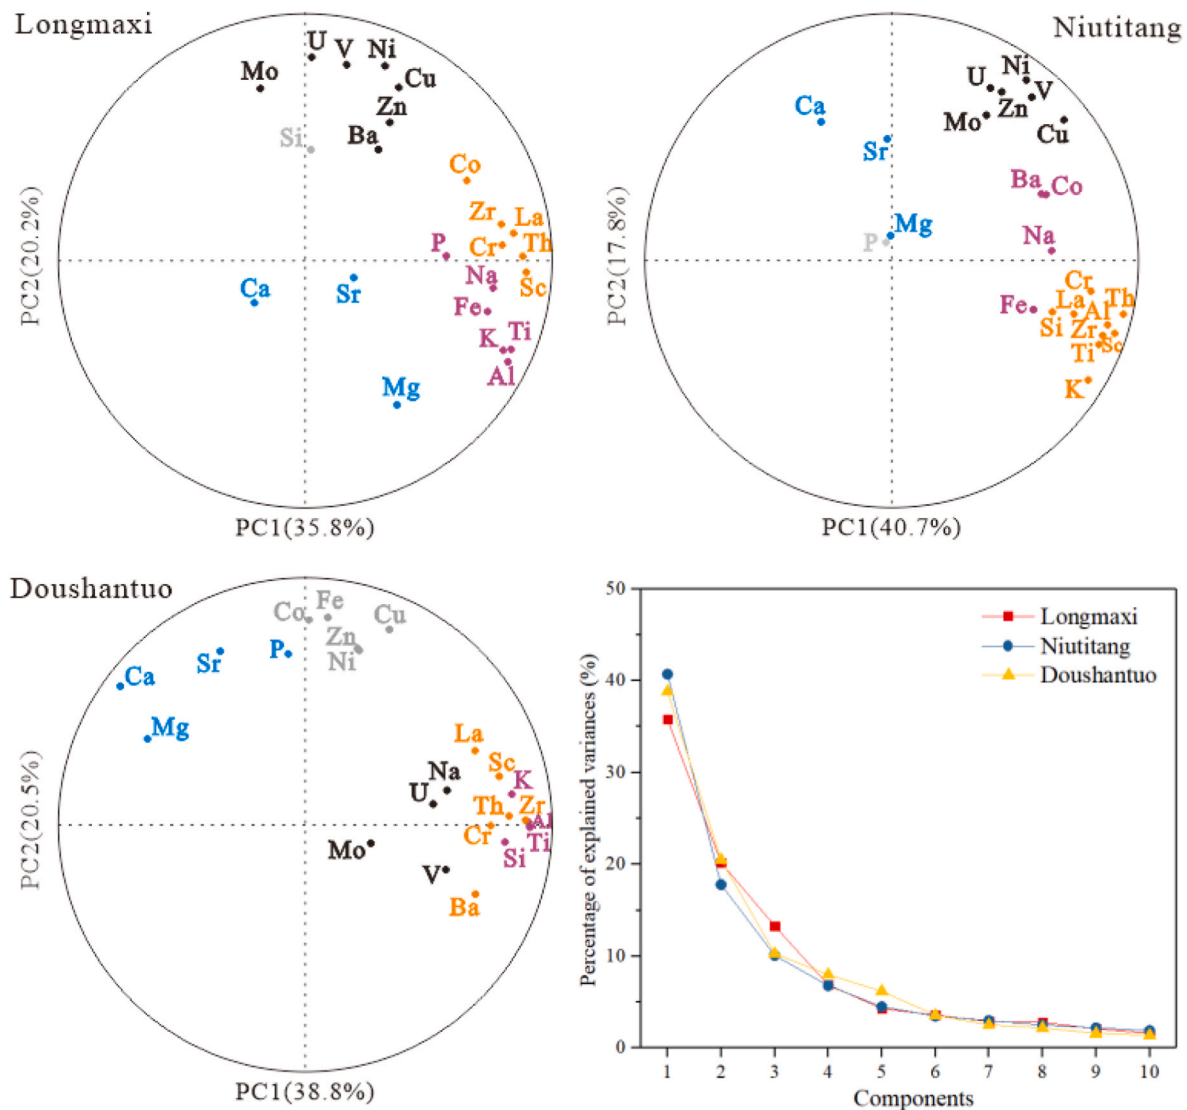 Longmaxi
U V Ni
Mo Cu
Zn
Si Ba
Co
Zr La
P Cr Th
Na Sc
Ca Sr
Fe
K Ti
Al
Mg
PC2(20.2%)
PC1(35.8%)
Niutitang
Ni
U V
Zn
Ca Mo Cu
Sr
Ba Co
Mg
P Na
Cr
Fe La Al Th
Si Zr
Ti Sc
K
PC2(17.8%)
PC1(40.7%)
Doushantuo
Co Fe Cu
Zn
Sr P Ni
Ca
Mg
La
Na Sc K
U
Th Zr
Cr Al
Mo Ti
Si
V
Ba
PC2(20.5%)
PC1(38.8%)
50
40
30
20
10
0
Percentage of explained variances (%)
Longmaxi
Niutitang
Doushantuo
1 2 3 4 5 6 7 8 9 10
Components